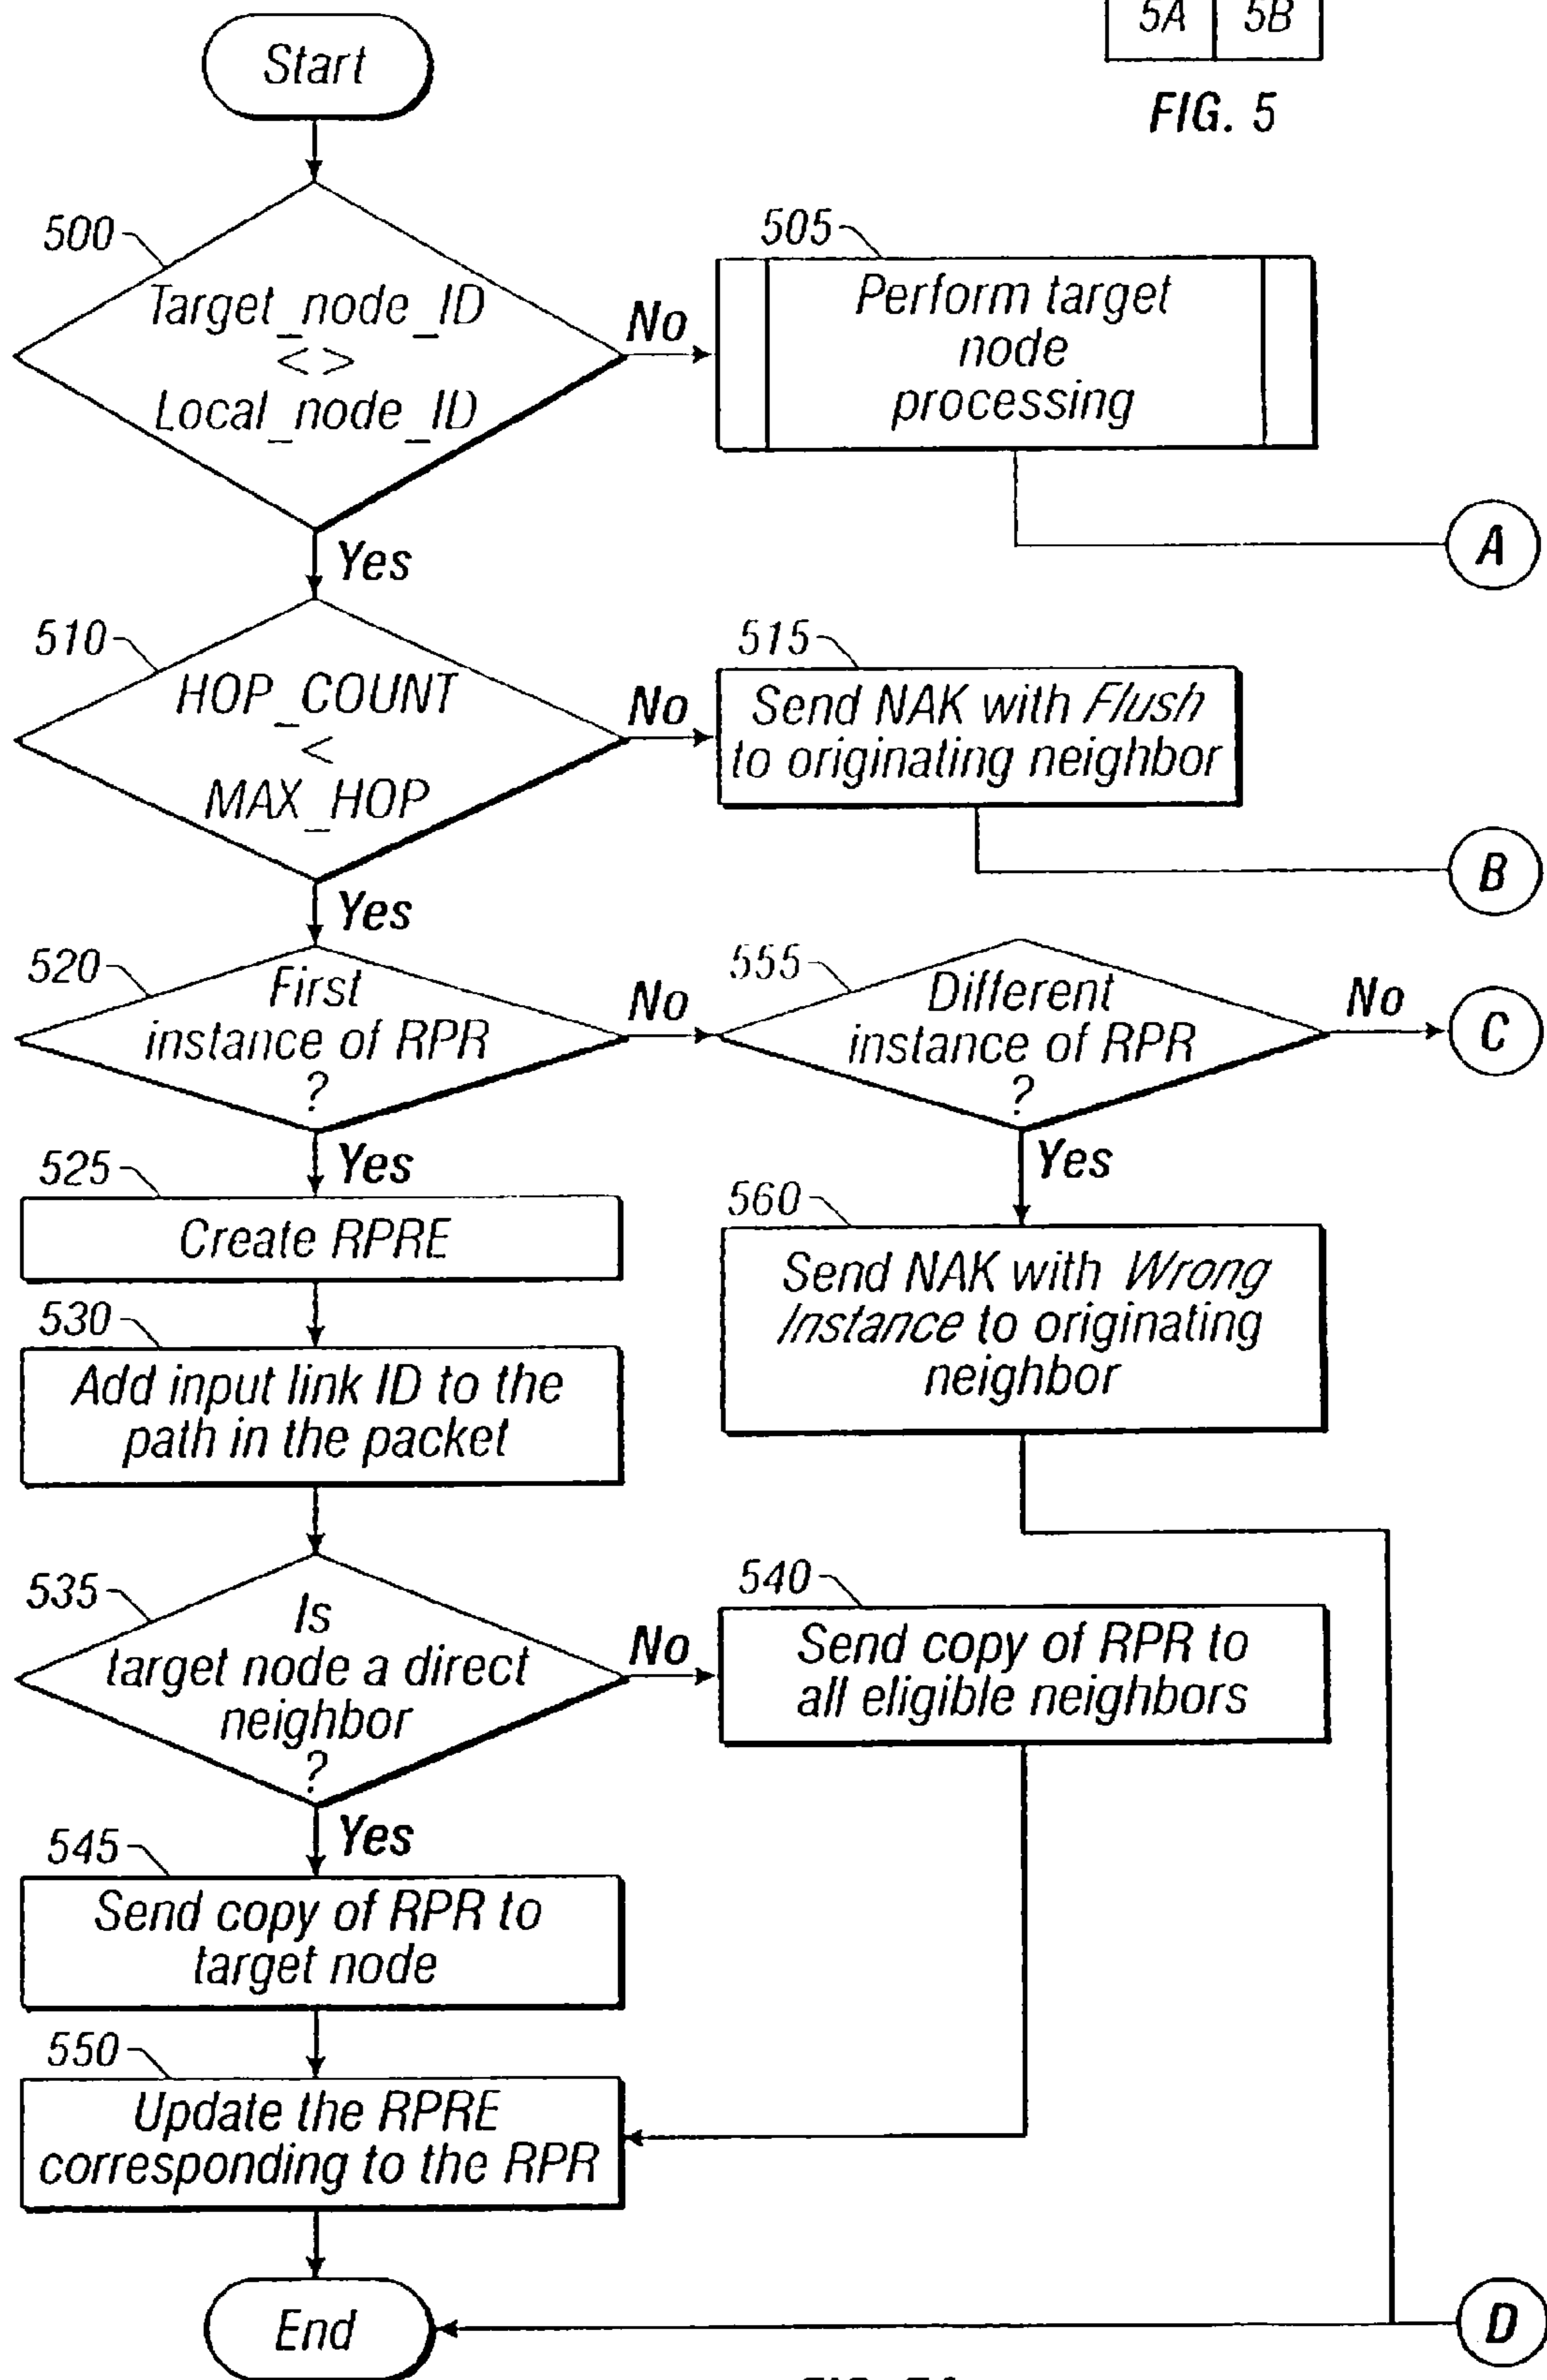 5A 5B
FIG. 5
Start
500
Target_node_ID
<>
Local_node_ID
No
505
Perform target
node
processing
A
Yes
510
HOP_COUNT
<
MAX_HOP
No
515
Send NAK with Flush
to originating neighbor
B
Yes
520
First
instance of RPR
?
No
555
Different
instance of RPR
?
No
C
Yes
525
Create RPRE
Yes
560
Send NAK with Wrong
Instance to originating
neighbor
530
Add input link ID to the
path in the packet
535
Is
target node a direct
neighbor
?
No
540
Send copy of RPR to
all eligible neighbors
Yes
545
Send copy of RPR to
target node
550
Update the RPRE
corresponding to the RPR
End
D